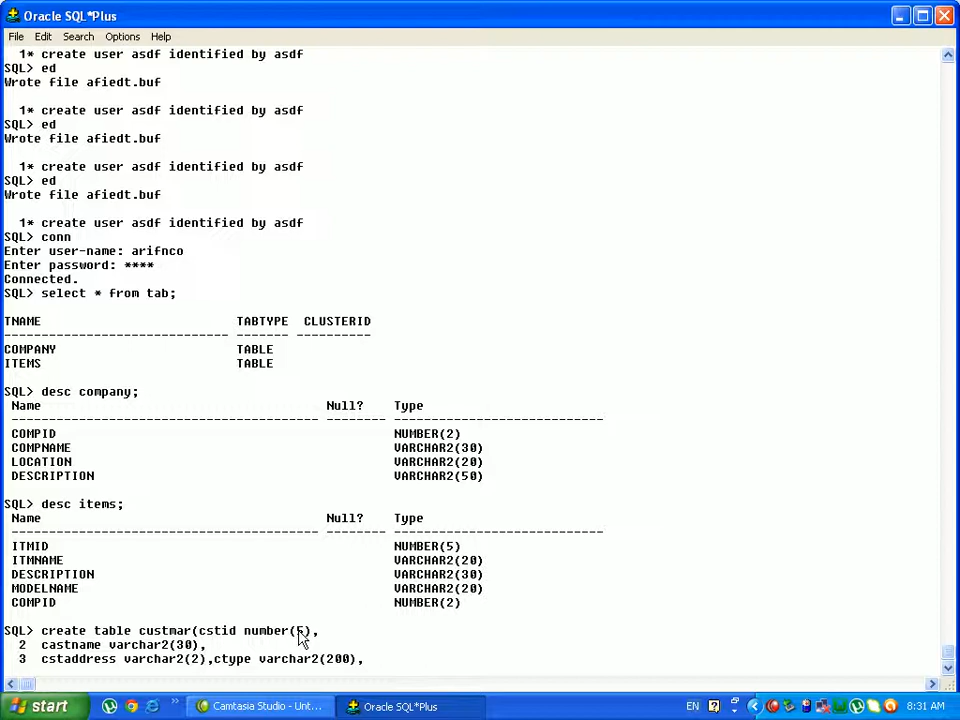 Oracle SQL*Plus
File Edit Search Options Help
1* create user asdf identified by asdf
SQL> ed
Wrote file afiedt.buf
1* create user asdf identified by asdf
SQL> ed
Wrote file afiedt.buf
1* create user asdf identified by asdf
SQL> ed
Wrote file afiedt.buf
1* create user asdf identified by asdf
SQL> conn
Enter user-name: arifnco
Enter password: ****
Connected.
SQL> select * from tab;
TNAME TABTYPE CLUSTERID
------------------------------ ------- ----------
COMPANY TABLE
ITEMS TABLE
SQL> desc company;
Name Null? Type
----------------------------------------- -------- ----------------------------
COMPID NUMBER(2)
COMPNAME VARCHAR2(30)
LOCATION VARCHAR2(20)
DESCRIPTION VARCHAR2(50)
SQL> desc items;
Name Null? Type
----------------------------------------- -------- ----------------------------
ITMID NUMBER(5)
ITMNAME VARCHAR2(20)
DESCRIPTION VARCHAR2(30)
MODELNAME VARCHAR2(20)
COMPID NUMBER(2)
SQL> create table custmar(cstid number(5),
2 castname varchar2(30),
3 cstaddress varchar2(2),ctype varchar2(200),
start Camtasia Studio - Unt... Oracle SQL*Plus EN 8:31 AM